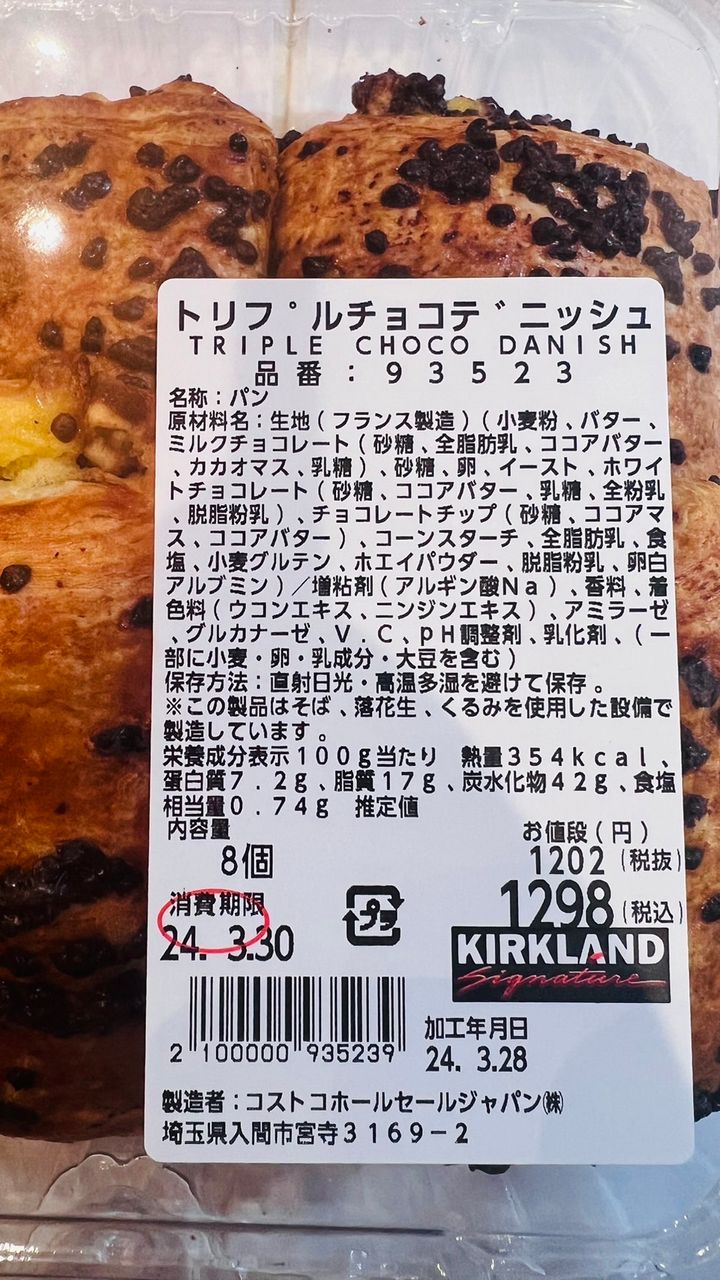 トリプルチョコデニッシュ
TRIPLE CHOCO DANISH
品番：93523
名称：パン
原材料名：生地（フランス製造）（小麦粉、バター、
ミルクチョコレート（砂糖、全脂肪乳、ココアバター
、カカオマス、乳糖）、砂糖、卵、イースト、ホワイ
トチョコレート（砂糖、ココアバター、乳糖、全粉乳
、脱脂粉乳）、チョコレートチップ（砂糖、ココアマ
ス、ココアバター）、コーンスターチ、全脂肪乳、食
塩、小麦グルテン、ホエイパウダー、脱脂粉乳、卵白
アルブミン）／増粘剤（アルギン酸Ｎａ）、香料、着
色料（ウコンエキス、ニンジンエキス）、アミラーゼ
、グルカナーゼ、Ｖ．Ｃ、ｐＨ調整剤、乳化剤、（一
部に小麦・卵・乳成分・大豆を含む）
保存方法：直射日光・高温多湿を避けて保存。
※この製品はそば、落花生、くるみを使用した設備で
製造しています。
栄養成分表示１００ｇ当たり　熱量３５４ｋｃａｌ、
蛋白質７．２ｇ、脂質１７ｇ、炭水化物４２ｇ、食塩
相当量０．７４ｇ　推定値
内容量 お値段（円）
8個 1202（税抜）
消費期限 プラ 1298（税込）
24. 3.30 KIRKLAND
Signature
2 100000 935239 加工年月日
24. 3.28
製造者：コストコホールセールジャパン㈱
埼玉県入間市宮寺３１６９－２